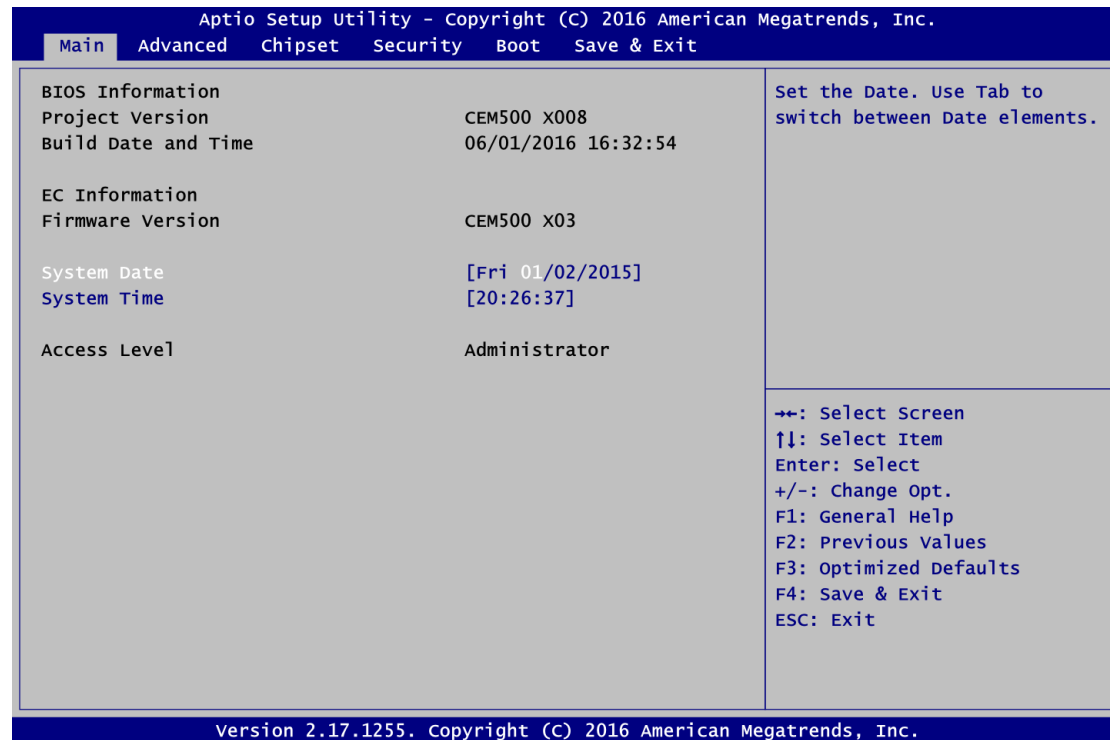 Aptio Setup Utility - Copyright (C) 2016 American Megatrends, Inc.
Main Advanced Chipset Security Boot Save & Exit
BIOS Information
Project Version CEM500 X008
Build Date and Time 06/01/2016 16:32:54
EC Information
Firmware Version CEM500 X03
System Date [Fri 01/02/2015]
System Time [20:26:37]
Access Level Administrator
Set the Date. Use Tab to
switch between Date elements.
→←: Select Screen
↑↓: Select Item
Enter: Select
+/-: Change Opt.
F1: General Help
F2: Previous Values
F3: Optimized Defaults
F4: Save & Exit
ESC: Exit
Version 2.17.1255. Copyright (C) 2016 American Megatrends, Inc.